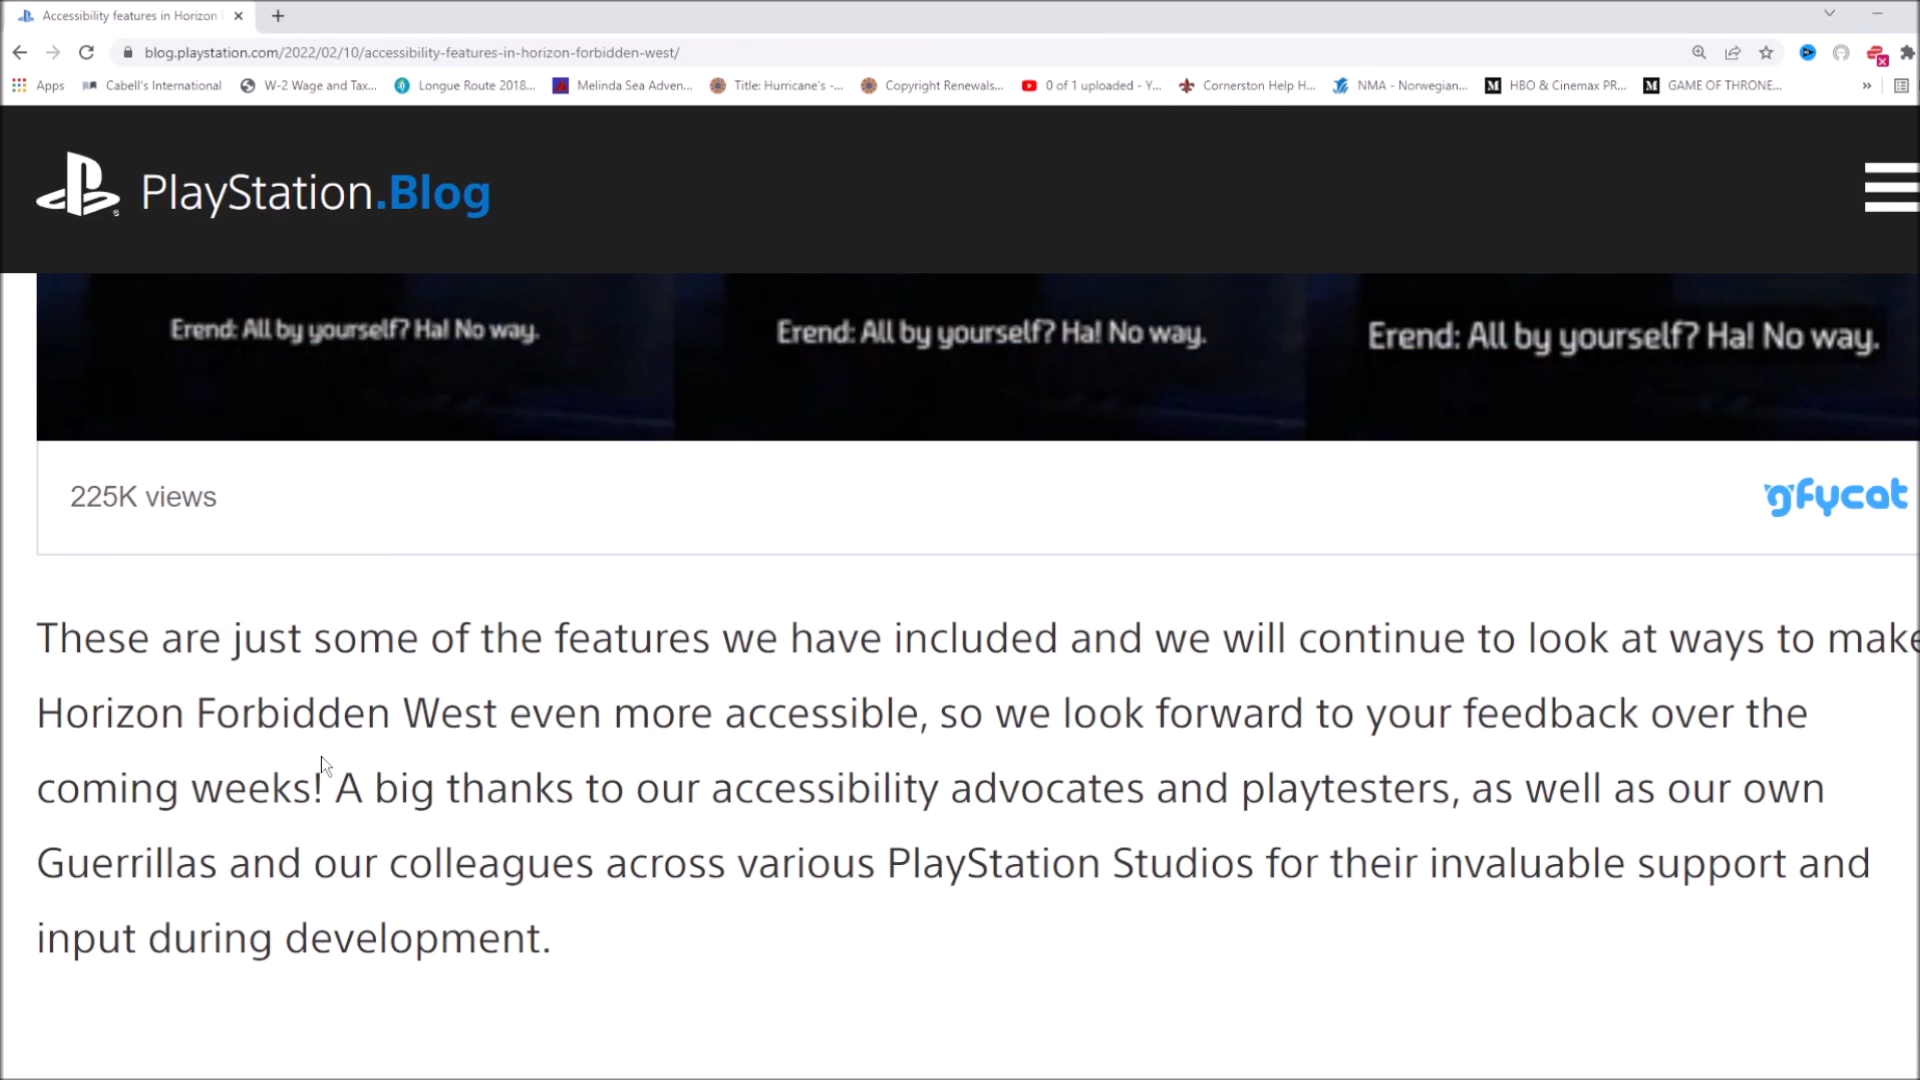 Accessibility features in Horizon
blog.playstation.com/2022/02/10/accessibility-features-in-horizon-forbidden-west/
Apps Cabell's International W-2 Wage and Tax... Longue Route 2018... Melinda Sea Adven... Title: Hurricane's -... Copyright Renewals... 0 of 1 uploaded - Y... Cornerston Help H... NMA - Norwegian... HBO & Cinemax PR... GAME OF THRONE... »
PlayStation.Blog
Erend: All by yourself? Ha! No way. Erend: All by yourself? Ha! No way. Erend: All by yourself? Ha! No way.
225K views gfycat
These are just some of the features we have included and we will continue to look at ways to make
Horizon Forbidden West even more accessible, so we look forward to your feedback over the
coming weeks! A big thanks to our accessibility advocates and playtesters, as well as our own
Guerrillas and our colleagues across various PlayStation Studios for their invaluable support and
input during development.